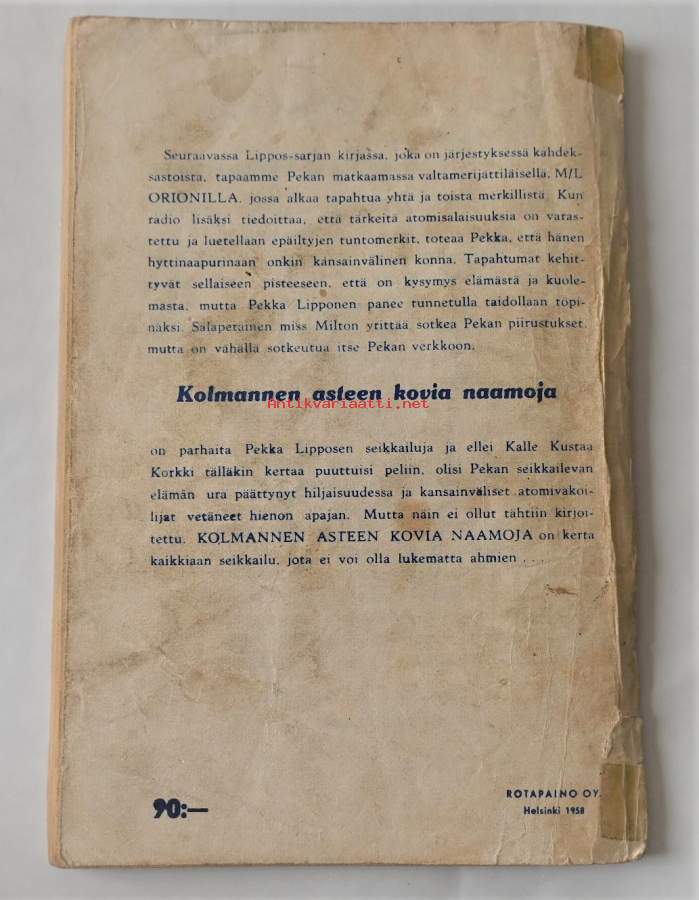 Seuraavassa Lippos-sarjan kirjassa, joka on järjestyksessä kahdek-
sastoista, tapaamme Pekan matkaamassa valtamerijättiläisellä, M/L
ORIONILLA, jossa alkaa tapahtua yhtä ja toista merkillistä. Kun
radio lisäksi tiedoittaa, että tärkeitä atomisalaisuuksia on varas-
tettu ja luetellaan epäiltyjen tuntomerkit, toteaa Pekka, että hänen
hyttinaapurinaan onkin kansainvälinen konna. Tapahtumat kehit-
tyvät sellaiseen pisteeseen, että on kysymys elämästä ja kuole-
masta, mutta Pekka Lipponen panee tunnetulla taidollaan töpi-
näksi. Salaperäinen miss Milton yrittää sotkea Pekan piirustukset,
mutta on vähällä sotkeutua itse Pekan verkkoon.
Kolmannen asteen kovia naamoja
Antikvariaatti.net
on parhaita Pekka Lipposen seikkailuja ja ellei Kalle Kustaa
Korkki tälläkin kertaa puuttuisi peliin, olisi Pekan seikkailevan
elämän ura päättynyt hiljaisuudessa ja kansainväliset atomivakoi-
lijat vetäneet hienon apajan. Mutta näin ei ollut tähtiin kirjoi-
tettu. KOLMANNEN ASTEEN KOVIA NAAMOJA on kerta
kaikkiaan seikkailu, jota ei voi olla lukematta ahmien ....
90:—
ROTAPAINO OY.
Helsinki 1958